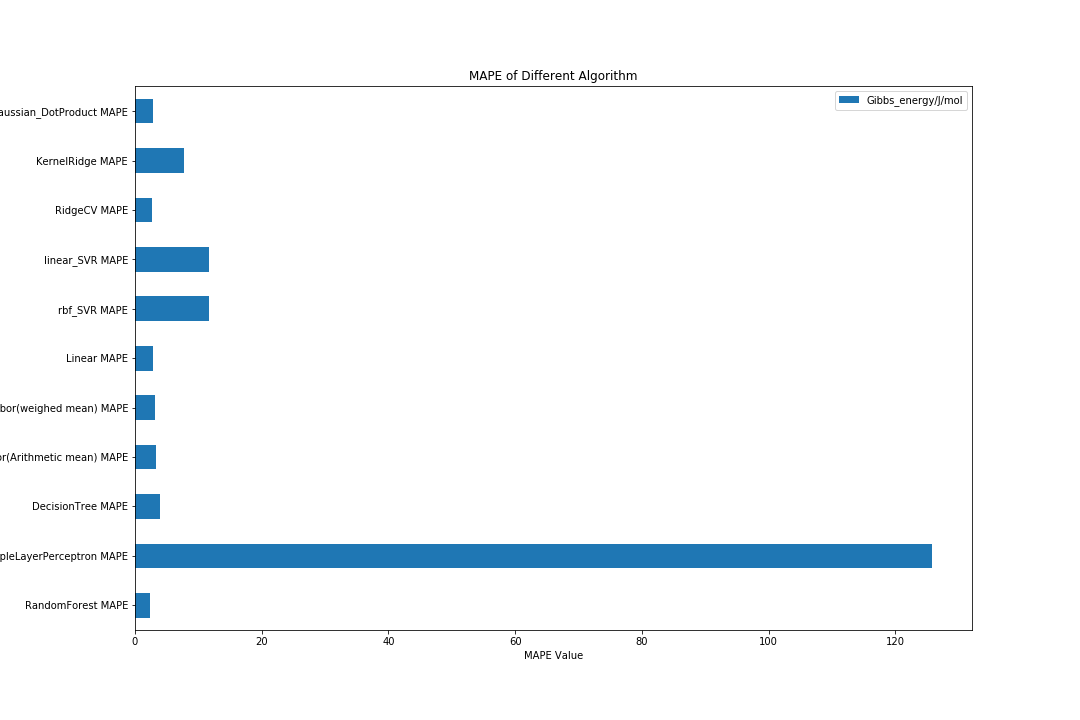 MAPE of Different Algorithm
Gibbs_energy/J/mol
aussian_DotProduct MAPE
KernelRidge MAPE
RidgeCV MAPE
linear_SVR MAPE
rbf_SVR MAPE
Linear MAPE
bor(weighed mean) MAPE
or(Arithmetic mean) MAPE
DecisionTree MAPE
pleLayerPerceptron MAPE
RandomForest MAPE
0 20 40 60 80 100 120
MAPE Value